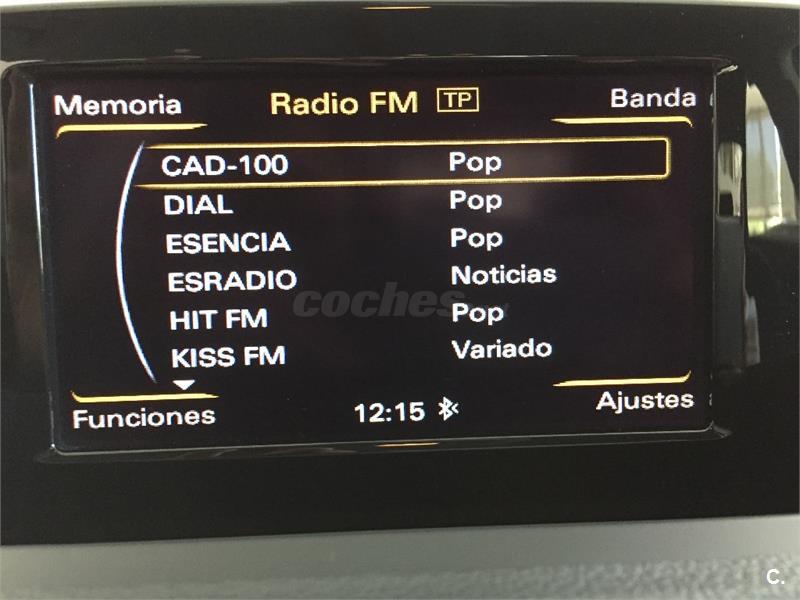 Memoria Radio FM TP Banda
CAD-100 Pop
DIAL Pop
ESENCIA Pop
ESRADIO Noticias
coches.net
HIT FM Pop
KISS FM Variado
Funciones 12:15 Ajustes
C.